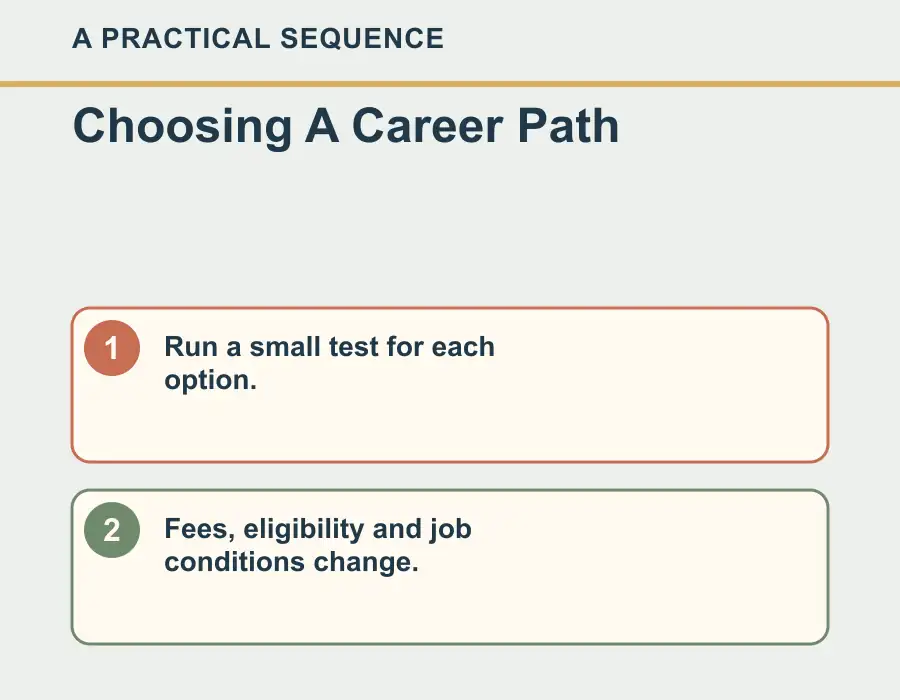 A PRACTICAL SEQUENCE
Choosing A Career Path
1
Run a small test for each
option.
2
Fees, eligibility and job
conditions change.